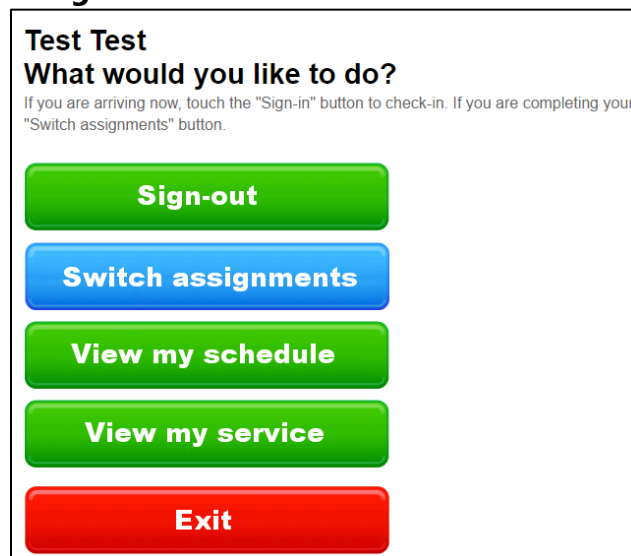 Test Test
What would you like to do?
If you are arriving now, touch the "Sign-in" button to check-in. If you are completing your
"Switch assignments" button.
Sign-out
Switch assignments
View my schedule
View my service
Exit